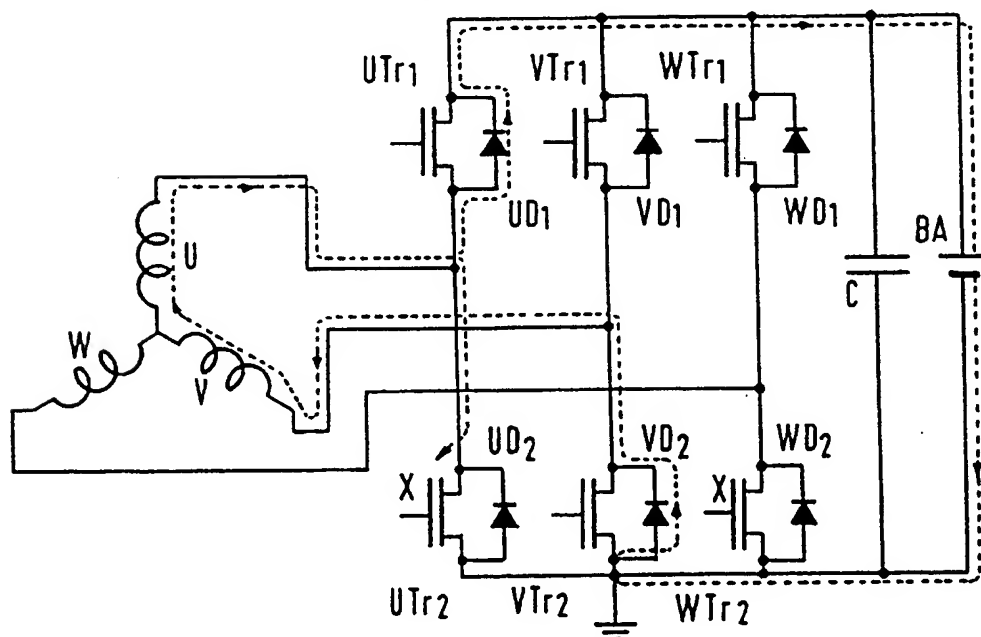 UTr1 VTr1 WTr1
UD1 VD1 WD1
U BA
C
W
V
UD2 VD2 WD2
X X
UTr2 VTr2 WTr2